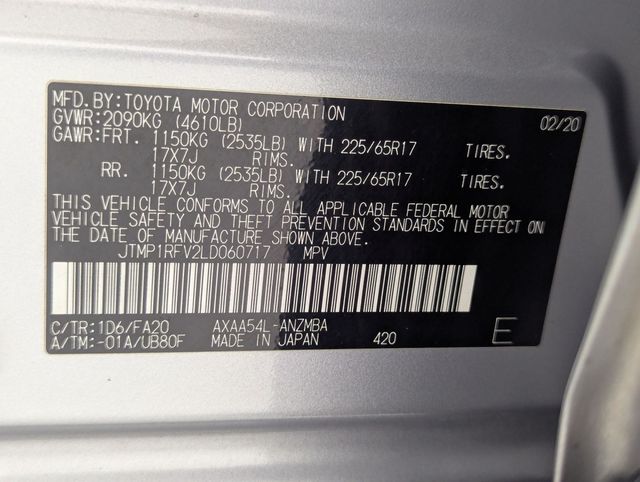 MFD.BY:TOYOTA MOTOR CORPORATION 02/20
GVWR:2090KG (4610LB)
GAWR:FRT. 1150KG (2535LB) WITH 225/65R17 TIRES.
17X7J RIMS.
RR. 1150KG (2535LB) WITH 225/65R17 TIRES.
17X7J RIMS.
THIS VEHICLE CONFORMS TO ALL APPLICABLE FEDERAL MOTOR
VEHICLE SAFETY AND THEFT PREVENTION STANDARDS IN EFFECT ON
THE DATE OF MANUFACTURE SHOWN ABOVE.
JTMP1RFV2LD060717 MPV
C/TR:1D6/FA20 AXAA54L-ANZMBA
A/TM:-01A/UB80F MADE IN JAPAN 420 E